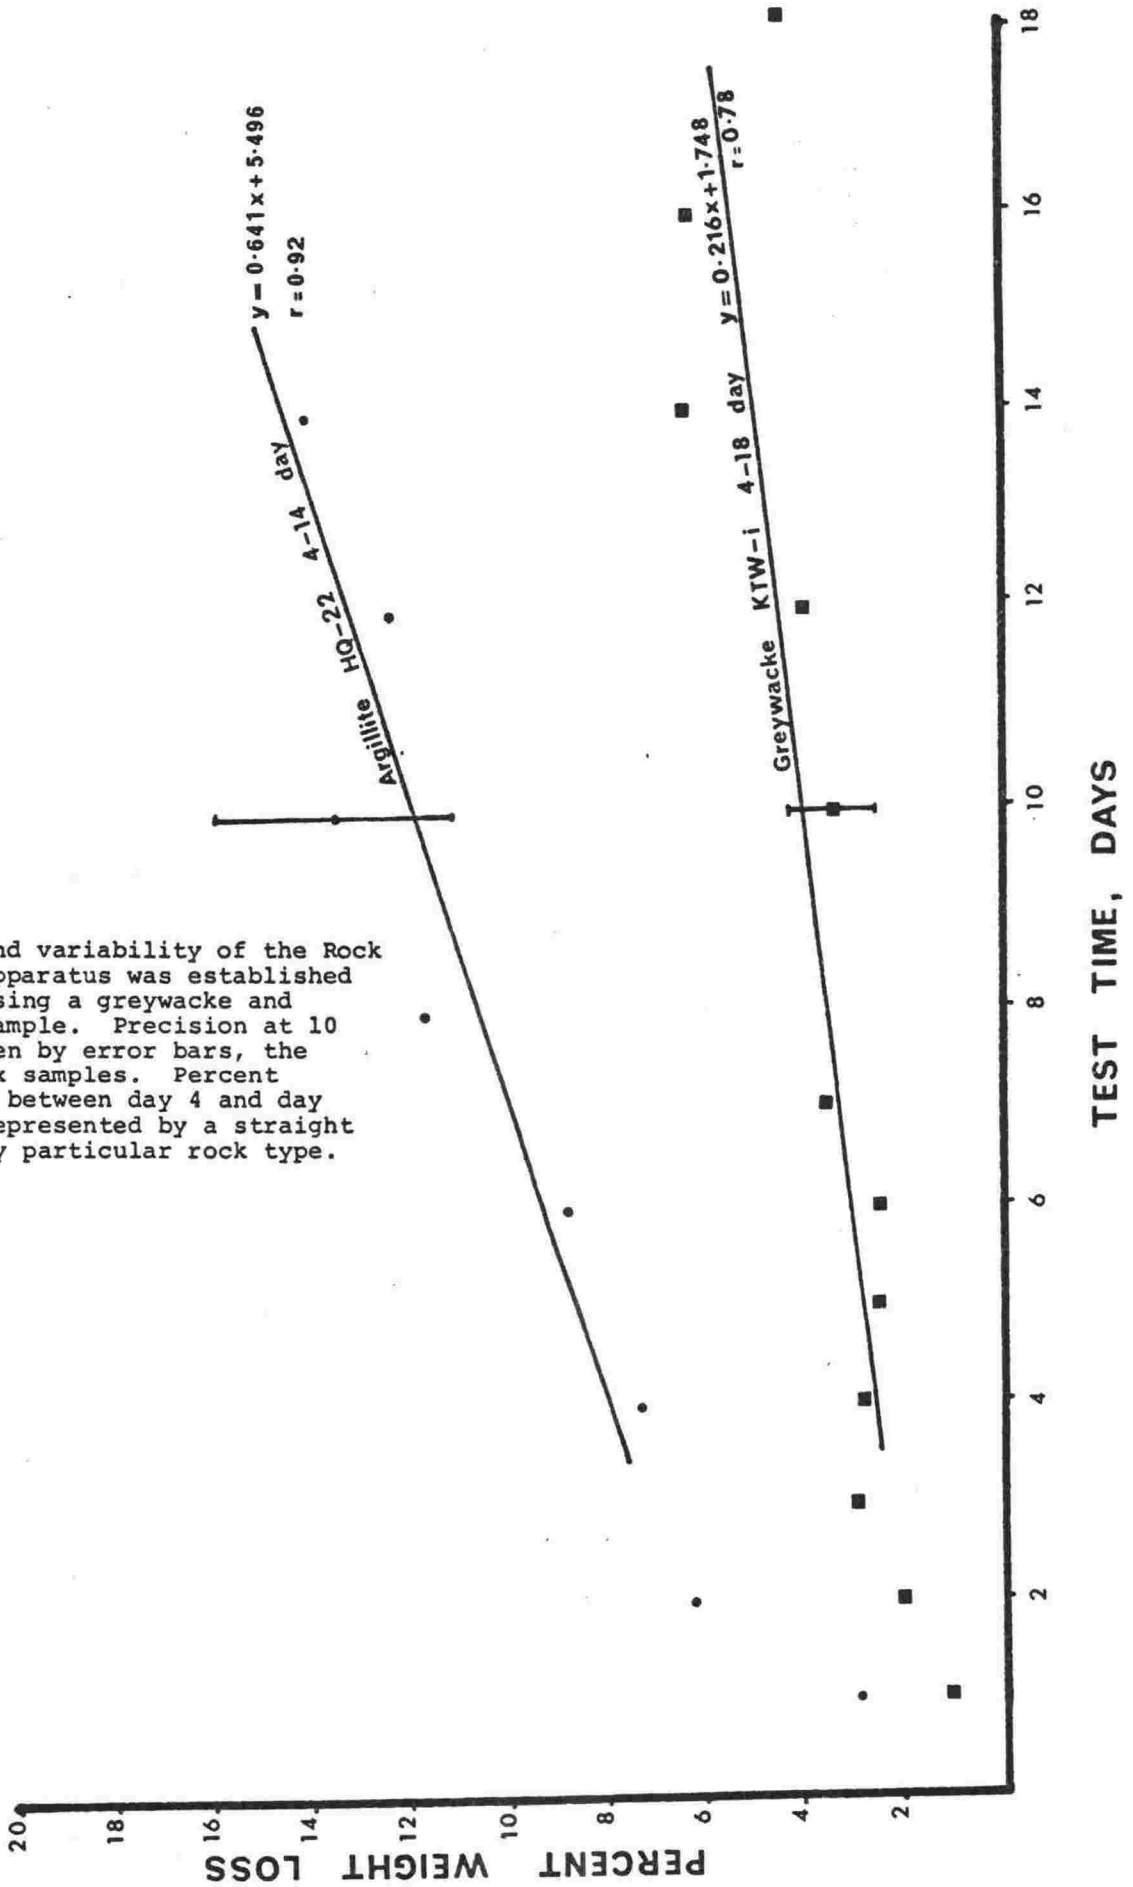 nd variability of the Rock
pparatus was established
sing a greywacke and
ample. Precision at 10
en by error bars, the
k samples. Percent
between day 4 and day
epresented by a straight
y particular rock type.
PERCENT WEIGHT LOSS
20
18
16
14
12
10
8
6
4
2
y = 0·641x + 5·496
r = 0·92
Argillite HQ-22 4-14 day
Greywacke KTW-i 4-18 day y = 0·216x + 1·748
r = 0·78
2
4
6
8
10
12
14
16
18
TEST TIME, DAYS